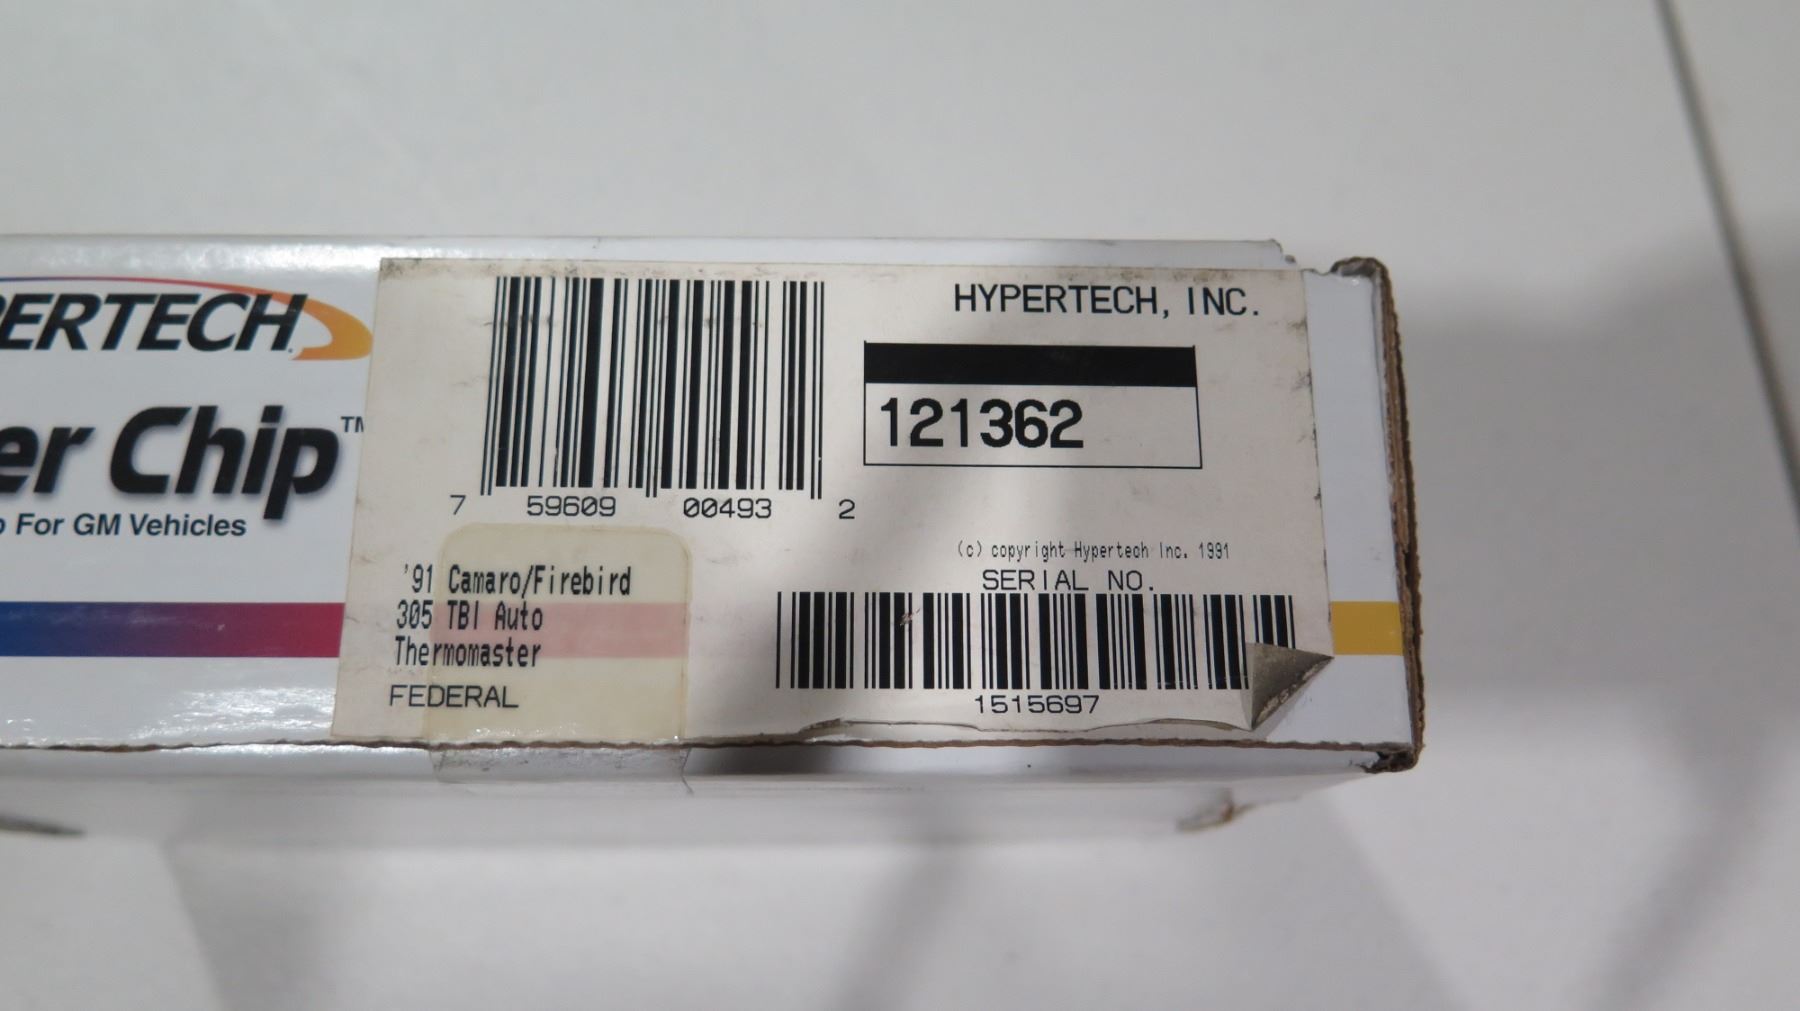 PERTECH
er Chip™
For GM Vehicles
7 59609 00493 2
HYPERTECH, INC.
121362
'91 Camaro/Firebird
305 TBI Auto
Thermomaster
FEDERAL
(c) copyright Hypertech Inc. 1991
SERIAL NO.
1515697